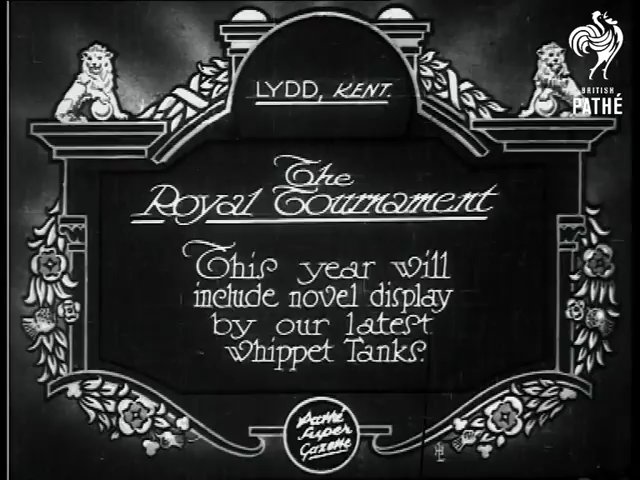 LYDD, KENT.
BRITISH
PATHÉ
The
Royal Tournament
This year will
include novel display
by our latest
Whippet Tanks.
Pathé
Super
Gazette